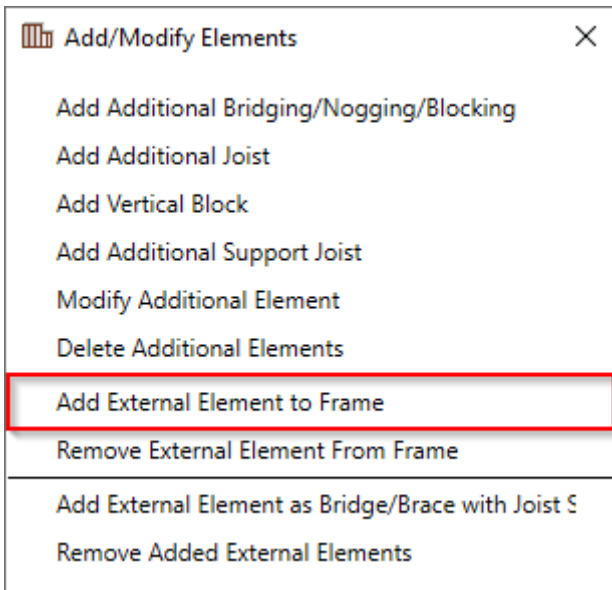 Add/Modify Elements
Add Additional Bridging/Nogging/Blocking
Add Additional Joist
Add Vertical Block
Add Additional Support Joist
Modify Additional Element
Delete Additional Elements
Add External Element to Frame
Remove External Element From Frame
Add External Element as Bridge/Brace with Joist S
Remove Added External Elements